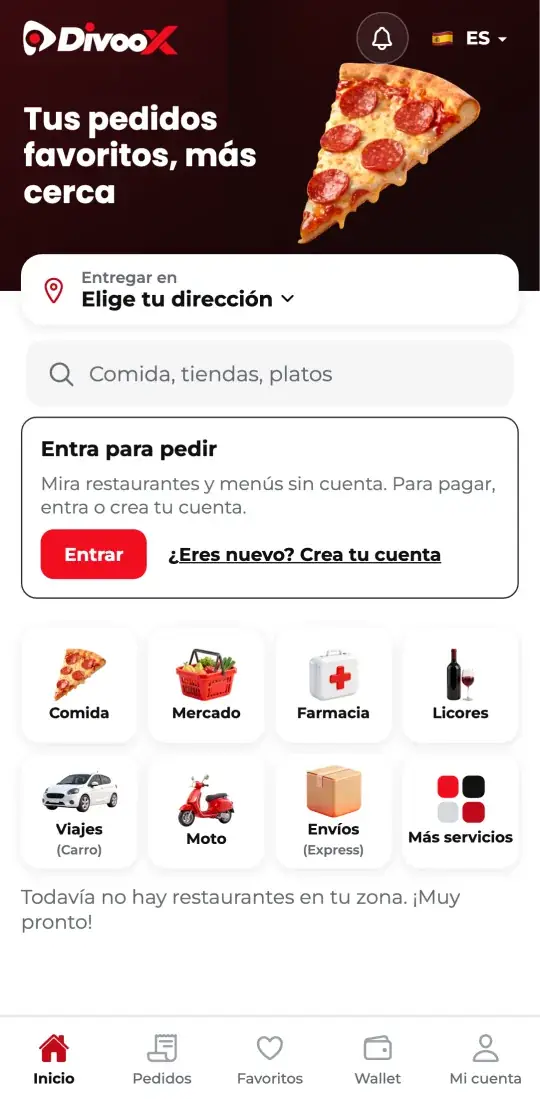 DivooX
ES
Tus pedidos
favoritos, más
cerca
Entregar en
Elige tu dirección
Comida, tiendas, platos
Entra para pedir
Mira restaurantes y menús sin cuenta. Para pagar,
entra o crea tu cuenta.
Entrar
¿Eres nuevo? Crea tu cuenta
Comida
Mercado
Farmacia
Licores
Viajes
(Carro)
Moto
Envíos
(Express)
Más servicios
Todavía no hay restaurantes en tu zona. ¡Muy
pronto!
Inicio
Pedidos
Favoritos
Wallet
Mi cuenta